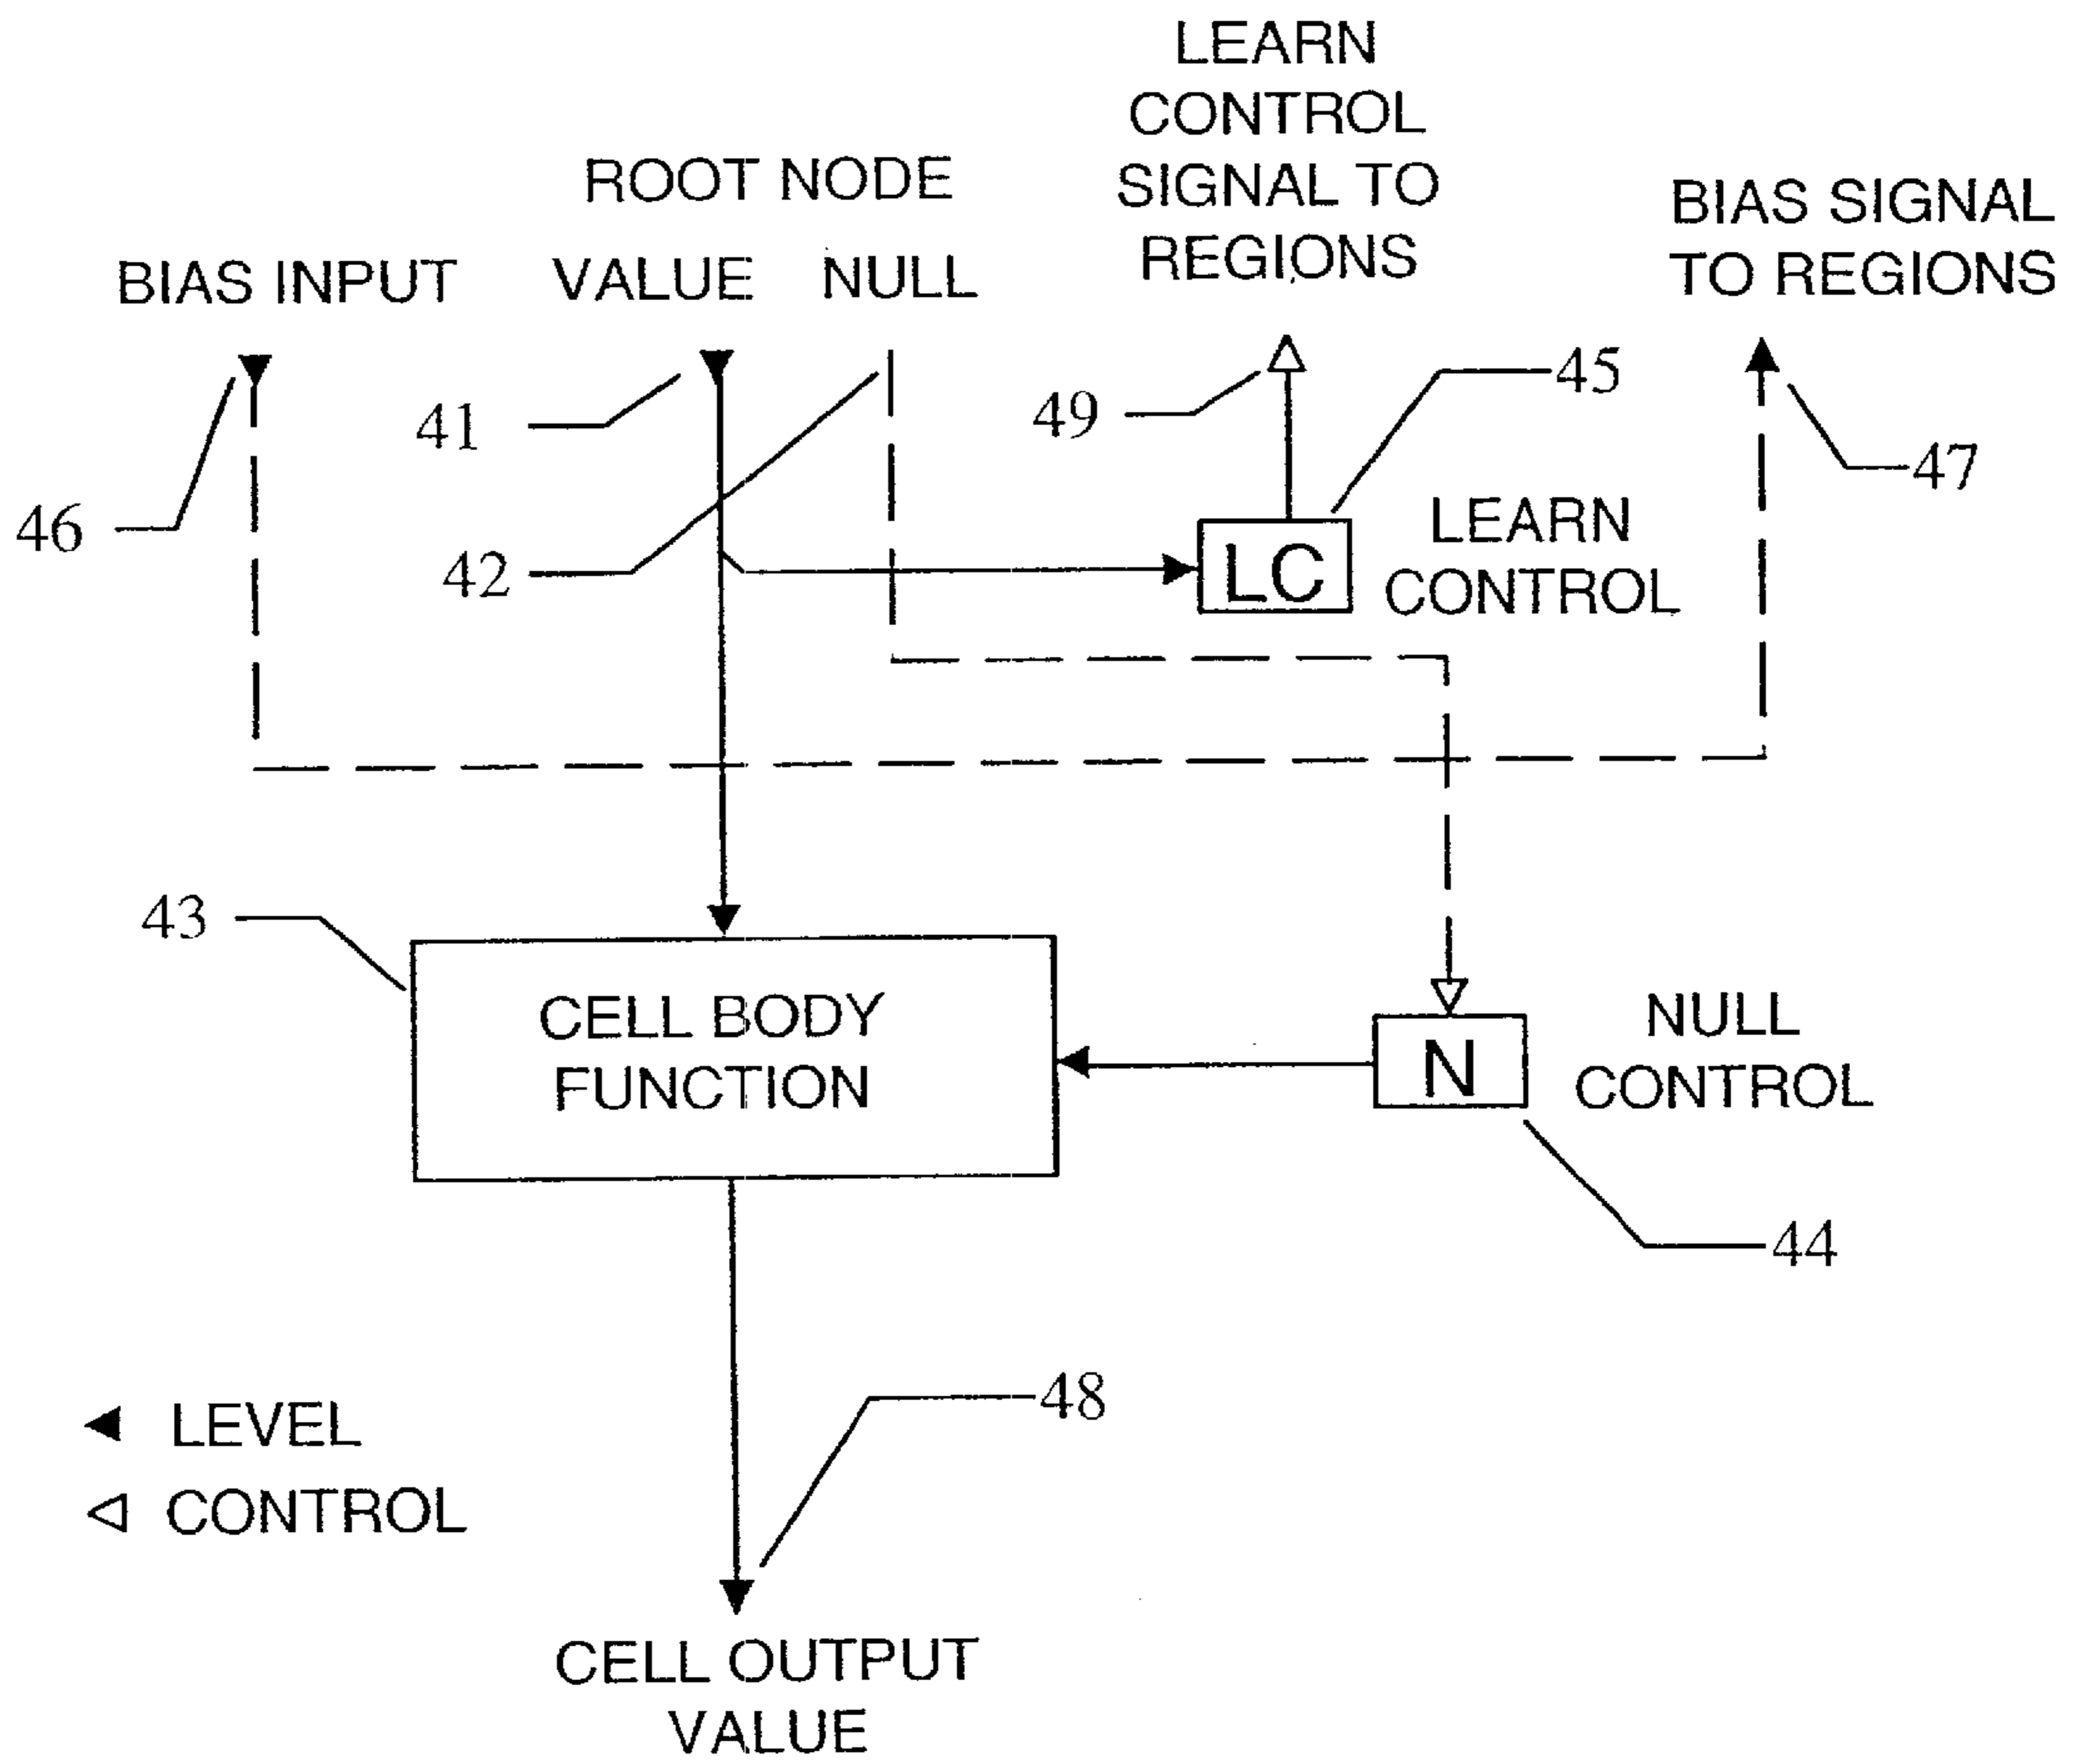 LEARN
CONTROL
SIGNAL TO
REGIONS
ROOT NODE
VALUE NULL
BIAS INPUT
BIAS SIGNAL
TO REGIONS
46
41
42
49
45
47
LC
LEARN
CONTROL
43
CELL BODY
FUNCTION
N
NULL
CONTROL
44
48
LEVEL
CONTROL
CELL OUTPUT
VALUE